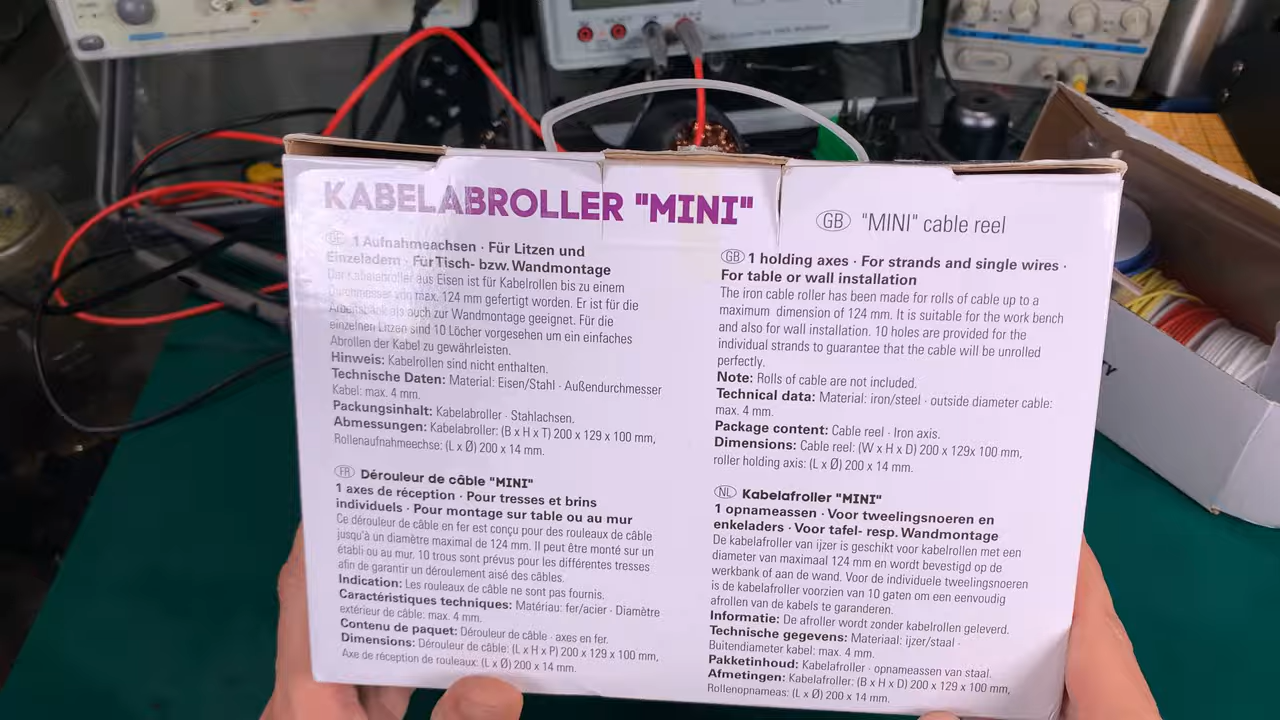 KABELABROLLER "MINI"
DE 1 Aufnahmeachsen · Für Litzen und
Einzeladern · Für Tisch- bzw. Wandmontage
Der Kabelabroller aus Eisen ist für Kabelrollen bis zu einem
Durchmesser von max. 124 mm gefertigt worden. Er ist für die
Arbeitsbank als auch zur Wandmontage geeignet. Für die
einzelnen Litzen sind 10 Löcher vorgesehen um ein einfaches
Abrollen der Kabel zu gewährleisten.
Hinweis: Kabelrollen sind nicht enthalten.
Technische Daten: Material: Eisen/Stahl · Außendurchmesser
Kabel: max. 4 mm.
Packungsinhalt: Kabelabroller · Stahlachsen.
Abmessungen: Kabelabroller: (B x H x T) 200 x 129 x 100 mm,
Rollenaufnahmeechse: (L x Ø) 200 x 14 mm.
FR Dérouleur de câble "MINI"
1 axes de réception · Pour tresses et brins
individuels · Pour montage sur table ou au mur
Ce dérouleur de câble en fer est conçu pour des rouleaux de câble
jusqu'à un diamètre maximal de 124 mm. Il peut être monté sur un
établi ou au mur. 10 trous sont prévus pour les différentes tresses
afin de garantir un déroulement aisé des câbles.
Indication: Les rouleaux de câble ne sont pas fournis.
Caractéristiques techniques: Matériau: fer/acier · Diamètre
extérieur de câble: max. 4 mm.
Contenu de paquet: Dérouleur de câble · axes en fer.
Dimensions: Dérouleur de câble: (L x H x P) 200 x 129 x 100 mm,
Axe de réception de rouleaux: (L x Ø) 200 x 14 mm.
GB "MINI" cable reel
GB 1 holding axes · For strands and single wires ·
For table or wall installation
The iron cable roller has been made for rolls of cable up to a
maximum dimension of 124 mm. It is suitable for the work bench
and also for wall installation. 10 holes are provided for the
individual strands to guarantee that the cable will be unrolled
perfectly.
Note: Rolls of cable are not included.
Technical data: Material: iron/steel · outside diameter cable:
max. 4 mm.
Package content: Cable reel · Iron axis.
Dimensions: Cable reel: (W x H x D) 200 x 129x 100 mm,
roller holding axis: (L x Ø) 200 x 14 mm.
NL Kabelafroller "MINI"
1 opnameassen · Voor tweelingsnoeren en
enkeladers · Voor tafel- resp. Wandmontage
De kabelafroller van ijzer is geschikt voor kabelrollen met een
diameter van maximaal 124 mm en wordt bevestigd op de
werkbank of aan de wand. Voor de individuele tweelingsnoeren
is de kabelafroller voorzien van 10 gaten om een eenvoudig
afrollen van de kabels te garanderen.
Informatie: De afroller wordt zonder kabelrollen geleverd.
Technische gegevens: Materiaal: ijzer/staal ·
Buitendiameter kabel: max. 4 mm.
Pakketinhoud: Kabelafroller · opnameassen van staal.
Afmetingen: Kabelafroller: (B x H x D) 200 x 129 x 100 mm,
Rollenopnameas: (L x Ø) 200 x 14 mm.